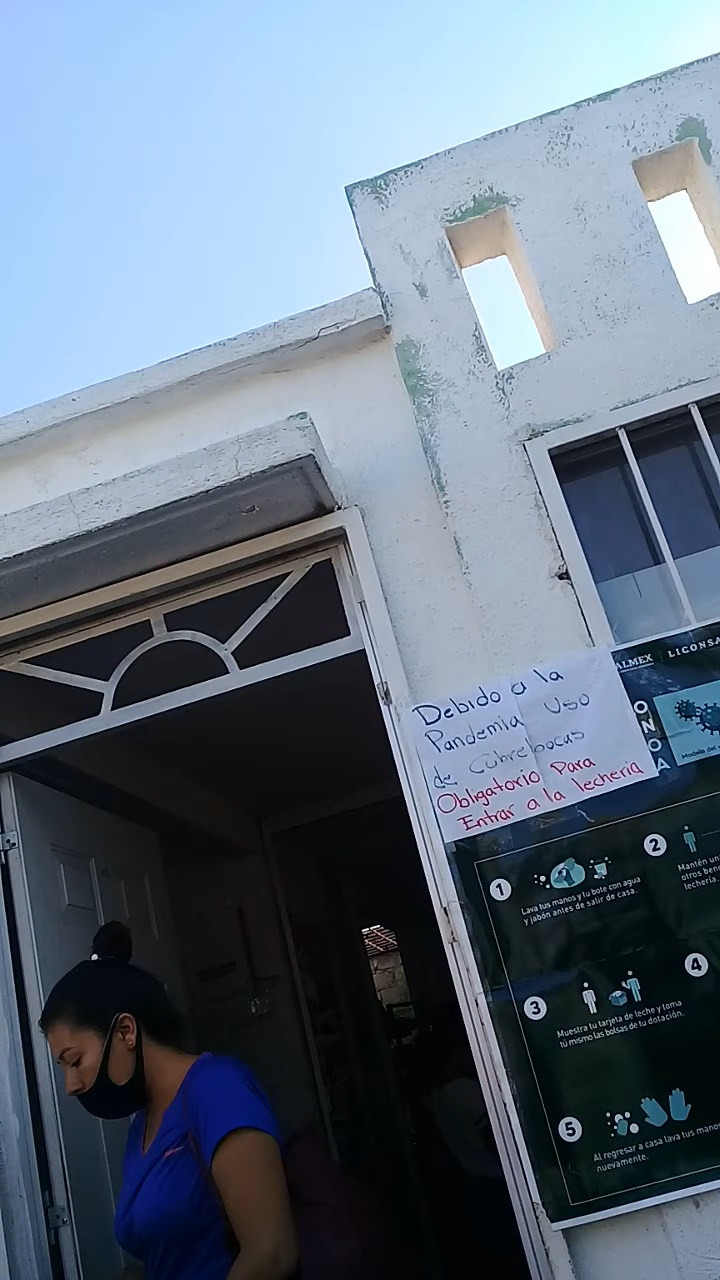 Debido a la
Pandemia Uso
de Cubrebocas
Obligatorio Para
Entrar a la lecheria
LICONSA
1
Lava tus manos y tu bote con agua
y jabón antes de salir de casa.
2
Mantén un
otros
lechería.
3
Muestra tu tarjeta de leche y toma
tú mismo las bolsas de tu dotación.
4
5
Al regresar a casa lava tus manos
nuevamente.